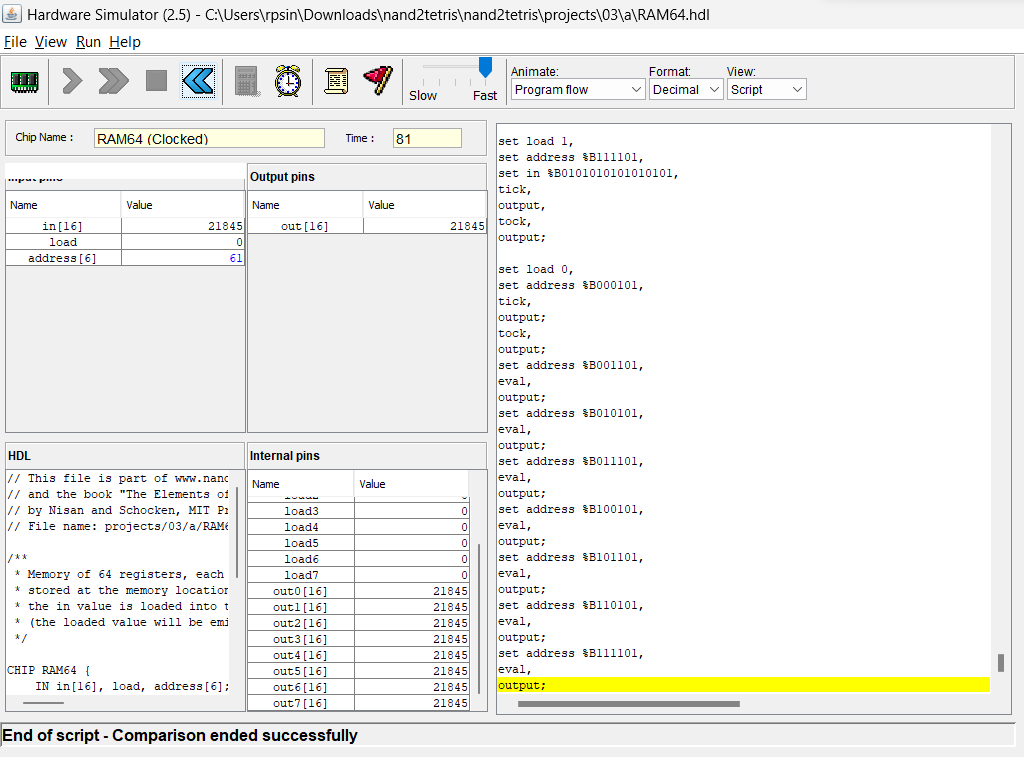 Hardware Simulator (2.5) - C:\Users\rpsin\Downloads\nand2tetris\nand2tetris\projects\03\a\RAM64.hdl
File View Run Help
Slow Fast
Animate: Format: View:
Program flow Decimal Script
Chip Name : RAM64 (Clocked) Time : 81
Input pins
Name Value
in[16] 21845
load 0
address[6] 61
Output pins
Name Value
out[16] 21845
HDL
// This file is part of www.nand
// and the book "The Elements of
// by Nisan and Schocken, MIT Pr
// File name: projects/03/a/RAM6
/**
* Memory of 64 registers, each
* stored at the memory location
* the in value is loaded into t
* (the loaded value will be emi
*/
CHIP RAM64 {
IN in[16], load, address[6];
Internal pins
Name Value
load2 0
load3 0
load4 0
load5 0
load6 0
load7 0
out0[16] 21845
out1[16] 21845
out2[16] 21845
out3[16] 21845
out4[16] 21845
out5[16] 21845
out6[16] 21845
out7[16] 21845
set load 1,
set address %B111101,
set in %B0101010101010101,
tick,
output,
tock,
output;
set load 0,
set address %B000101,
tick,
output;
tock,
output;
set address %B001101,
eval,
output;
set address %B010101,
eval,
output;
set address %B011101,
eval,
output;
set address %B100101,
eval,
output;
set address %B101101,
eval,
output;
set address %B110101,
eval,
output;
set address %B111101,
eval,
output;
End of script - Comparison ended successfully